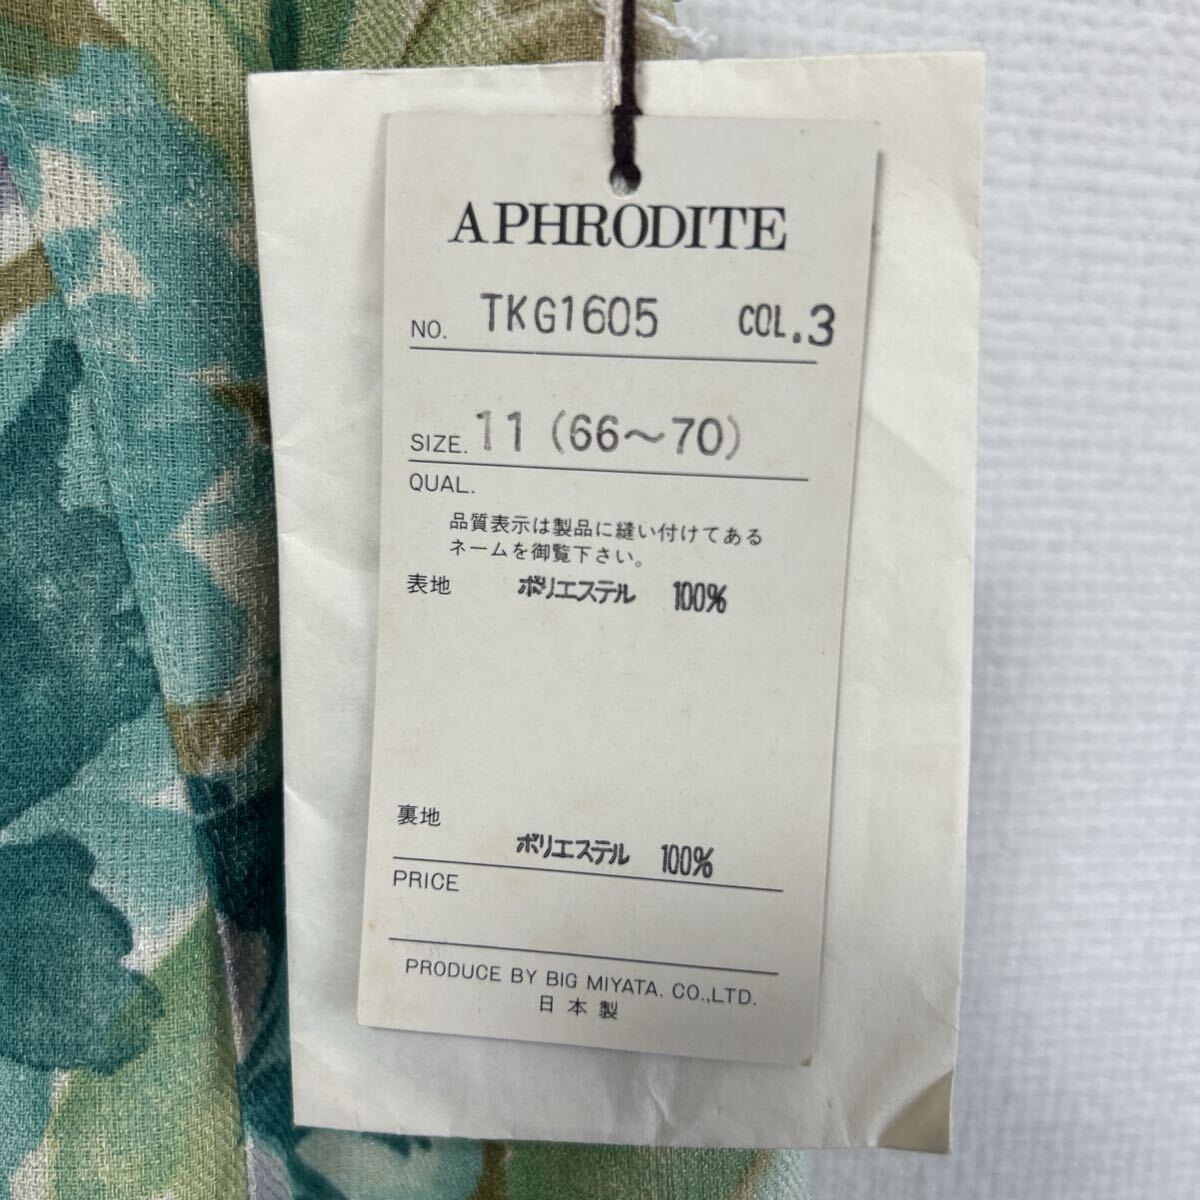 APHRODITE
NO. TKG1605 COL.3
SIZE. 11 (66～70)
QUAL.
品質表示は製品に縫い付けてある
ネームを御覧下さい。
表地 ポリエステル 100%
裏地
ポリエステル 100%
PRICE
PRODUCE BY BIG MIYATA. CO.,LTD.
日本製